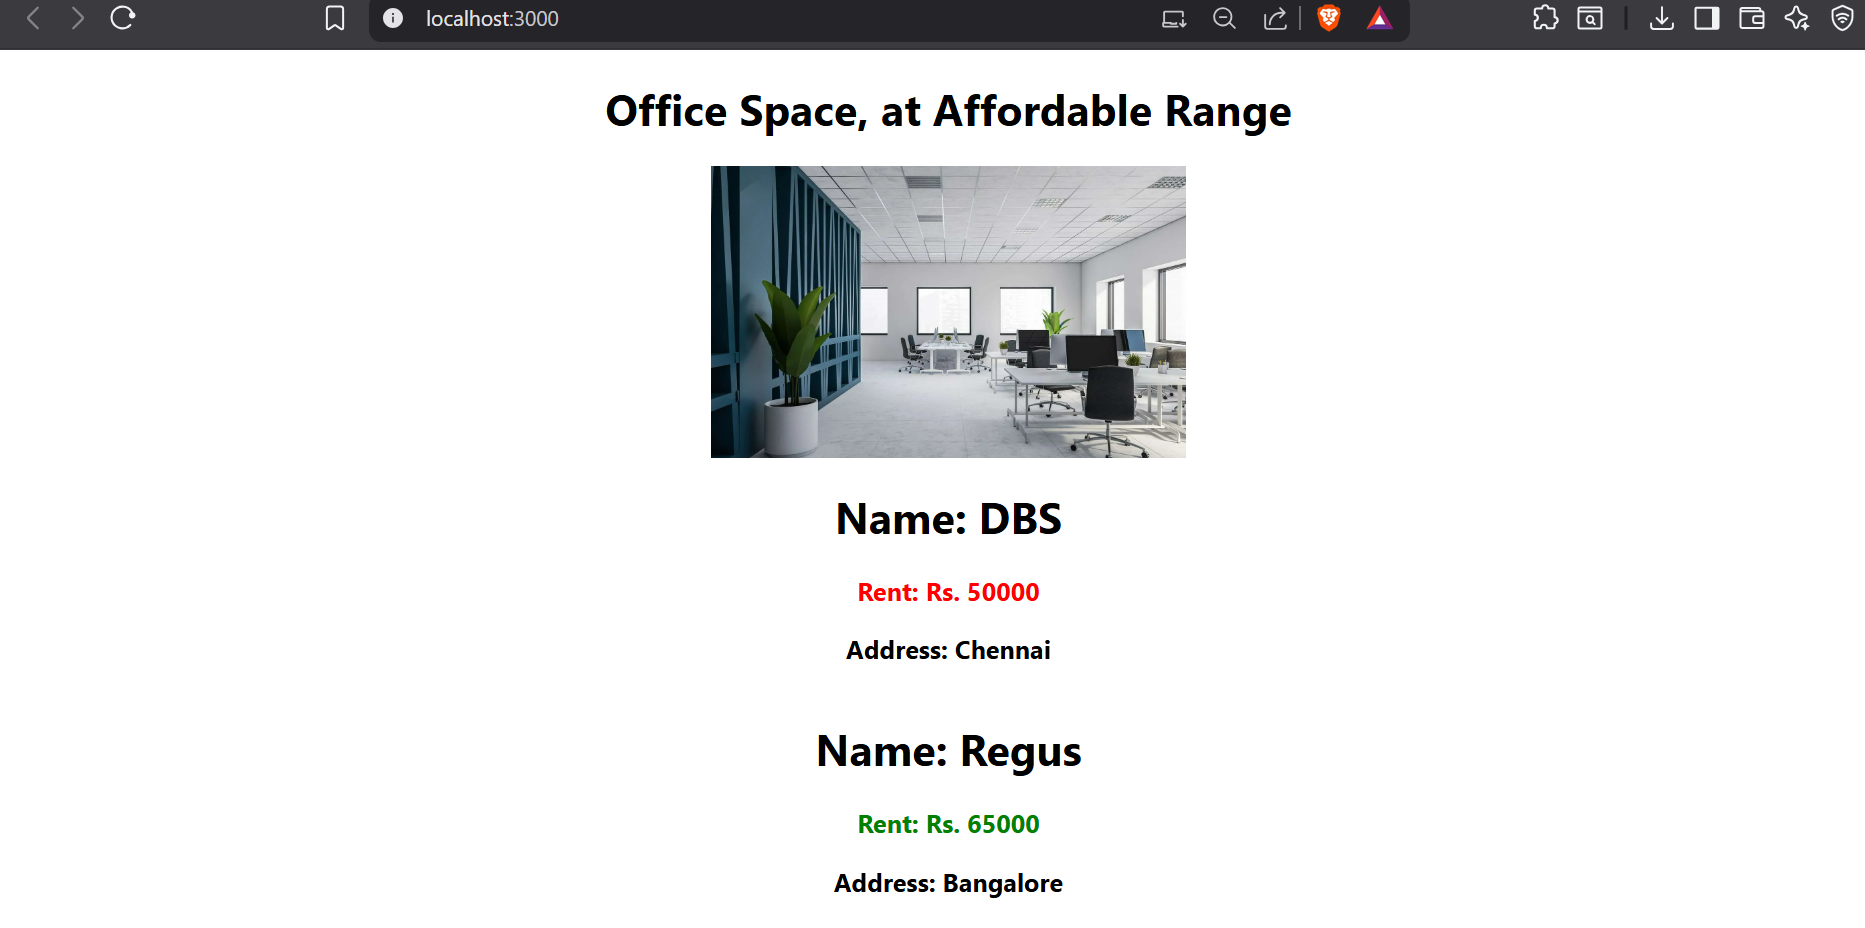 localhost:3000
Office Space, at Affordable Range
Name: DBS
Rent: Rs. 50000
Address: Chennai
Name: Regus
Rent: Rs. 65000
Address: Bangalore